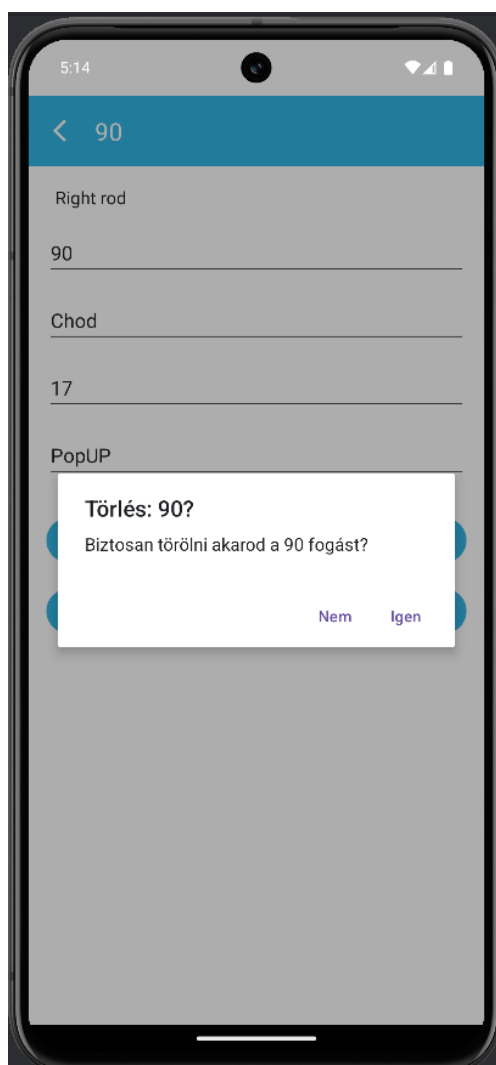 5:14
90
Right rod
90
Chod
17
PopUP
Törlés: 90?
Biztosan törölni akarod a 90 fogást?
Nem Igen